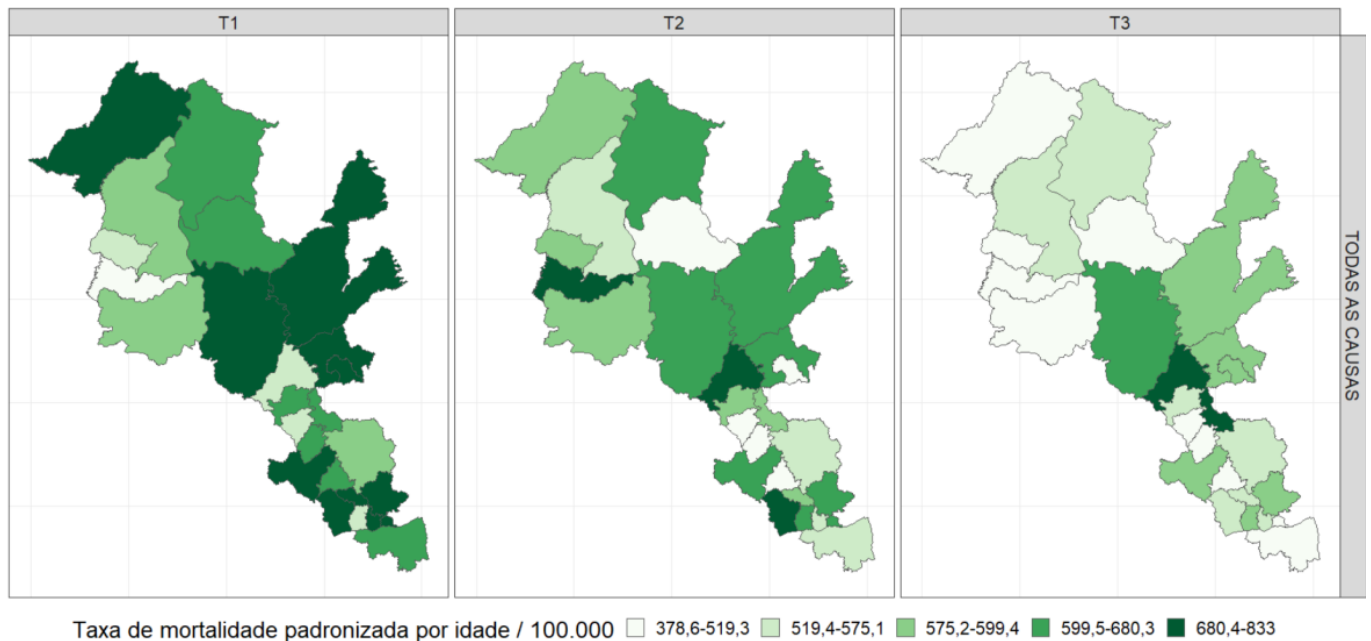 T1
T2
T3
TODAS AS CAUSAS
Taxa de mortalidade padronizada por idade / 100.000 378,6-519,3 519,4-575,1 575,2-599,4 599,5-680,3 680,4-833